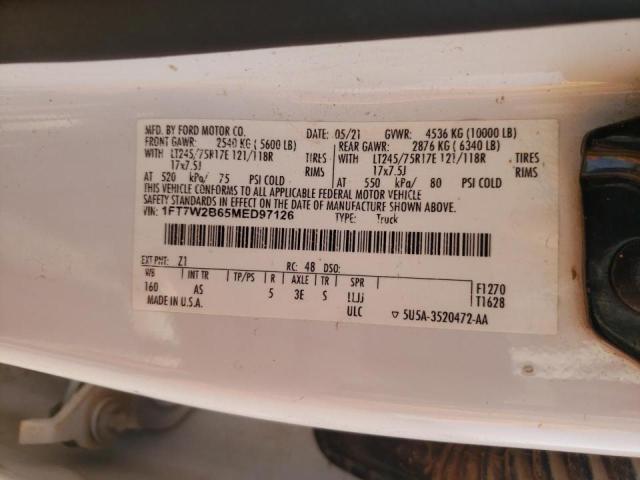 MFD. BY FORD MOTOR CO. DATE: 05/21 GVWR: 4536 KG (10000 LB)
FRONT GAWR: 2540 KG (5600 LB) REAR GAWR: 2876 KG (6340 LB)
WITH LT245/75R17E 121/118R TIRES WITH LT245/75R17E 121/118R TIRES
17x7.5J RIMS 17x7.5J RIMS
AT 520 kPa/ 75 PSI COLD AT 550 kPa/ 80 PSI COLD
THIS VEHICLE CONFORMS TO ALL APPLICABLE FEDERAL MOTOR VEHICLE
SAFETY STANDARDS IN EFFECT ON THE DATE OF MANUFACTURE SHOWN ABOVE.
VIN: 1FT7W2B65MED97126 TYPE: Truck
EXT PNT: Z1 RC: 48 DSO:
WB INT TR TP/PS R AXLE TR SPR F1270
160 AS 5 3E S IIJJ T1628
MADE IN U.S.A. ULC ▽ 5U5A-3520472-AA